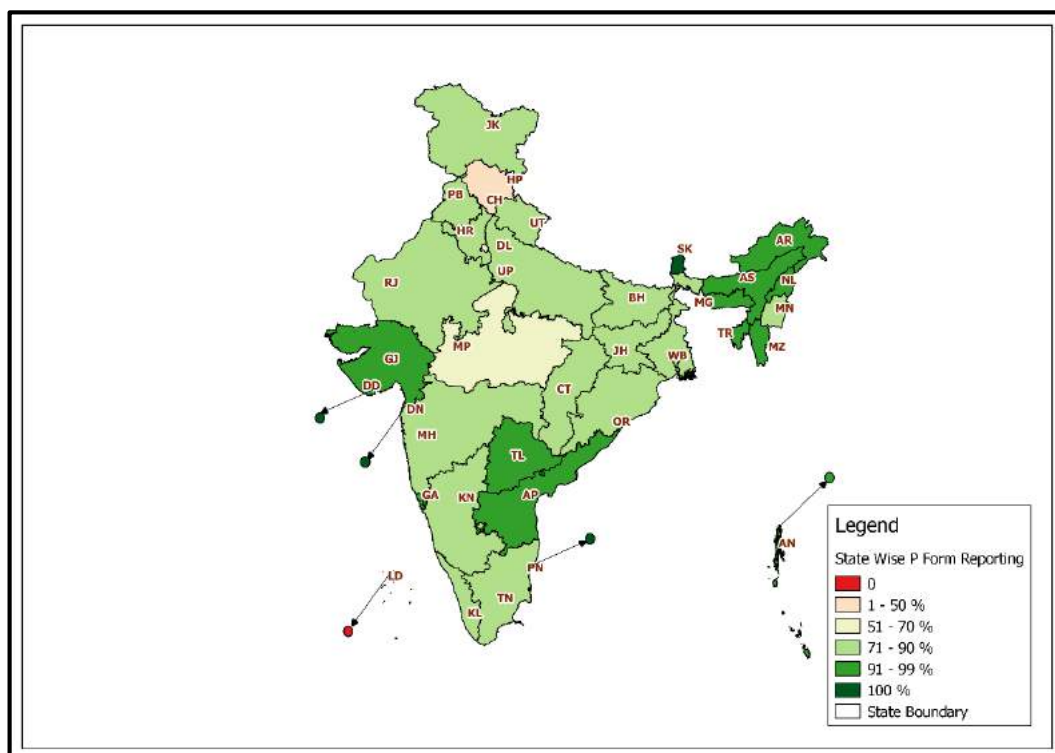 JK
HP
PB
CH
UT
HR
DL
SK
AR
UP
AS
NL
RJ
BH
MG
MN
TR
MP
JH
WB
MZ
GJ
DD
CT
DN
OR
MH
TL
GA
KN
AP
AN
PN
LD
TN
KL
Legend
State Wise P Form Reporting
0
1 - 50 %
51 - 70 %
71 - 90 %
91 - 99 %
100 %
State Boundary